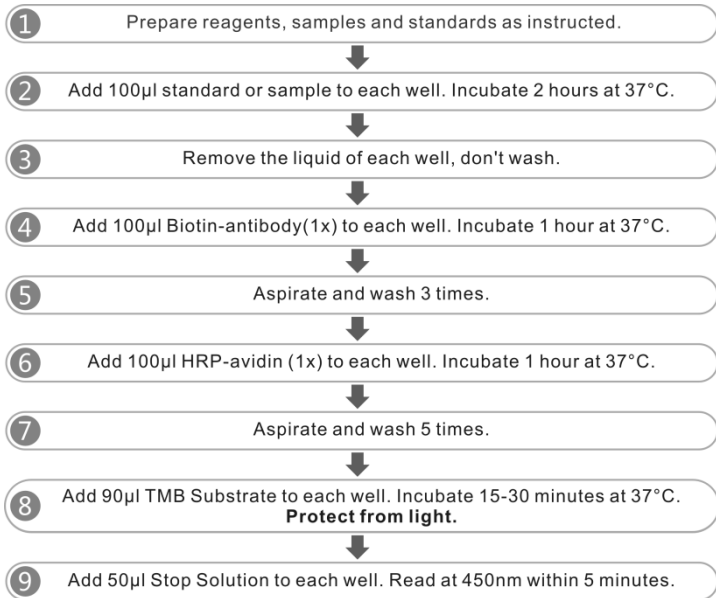 1 Prepare reagents, samples and standards as instructed.
2 Add 100μl standard or sample to each well. Incubate 2 hours at 37°C.
3 Remove the liquid of each well, don't wash.
4 Add 100μl Biotin-antibody(1x) to each well. Incubate 1 hour at 37°C.
5 Aspirate and wash 3 times.
6 Add 100μl HRP-avidin (1x) to each well. Incubate 1 hour at 37°C.
7 Aspirate and wash 5 times.
8 Add 90μl TMB Substrate to each well. Incubate 15-30 minutes at 37°C.
Protect from light.
9 Add 50μl Stop Solution to each well. Read at 450nm within 5 minutes.